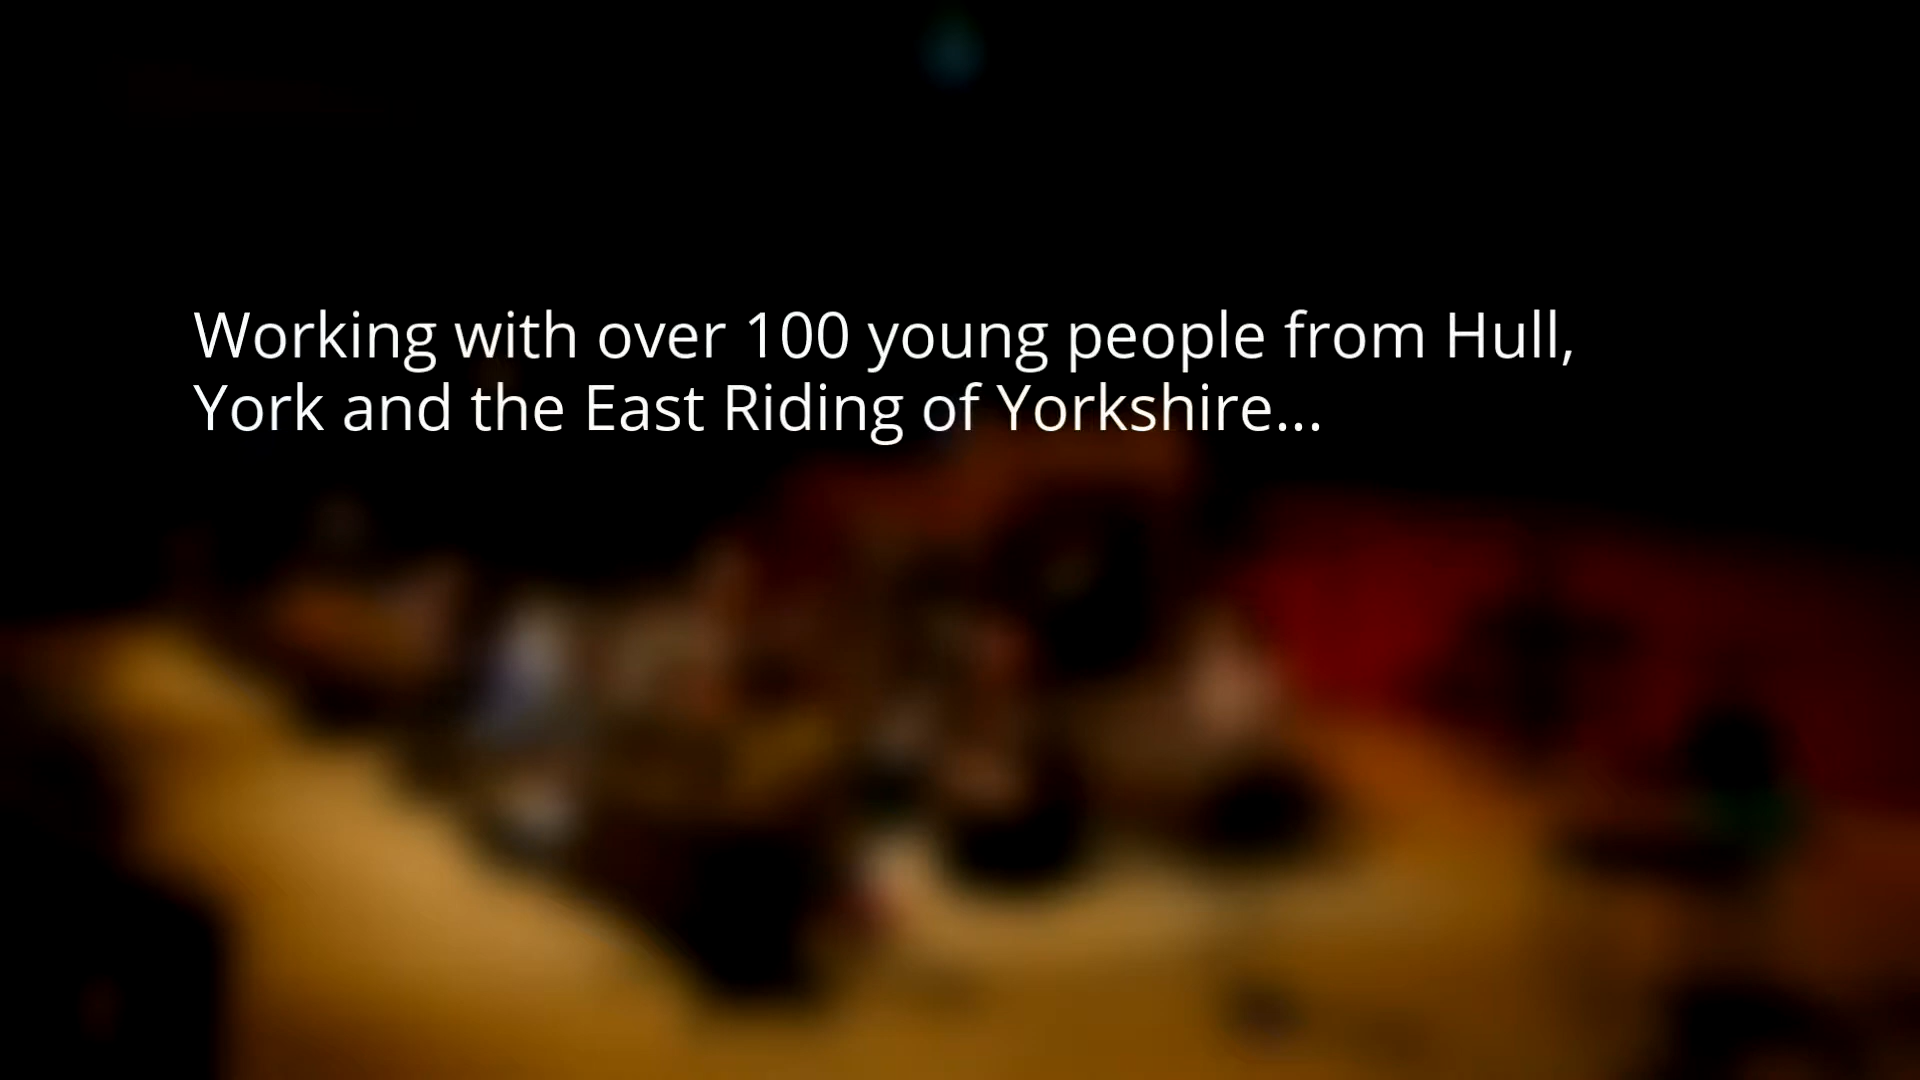 Working with over 100 young people from Hull,
York and the East Riding of Yorkshire...